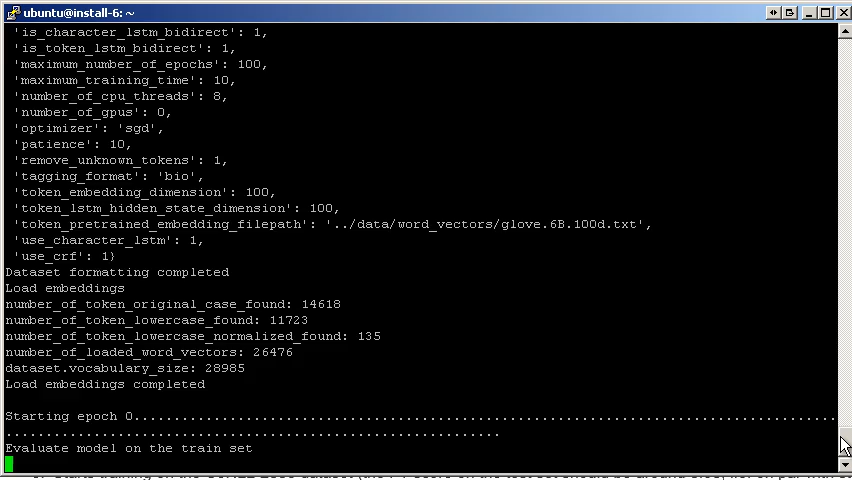 ubuntu@install-6: ~
'is_character_lstm_bidirect': 1,
'is_token_lstm_bidirect': 1,
'maximum_number_of_epochs': 100,
'maximum_training_time': 10,
'number_of_cpu_threads': 8,
'number_of_gpus': 0,
'optimizer': 'sgd',
'patience': 10,
'remove_unknown_tokens': 1,
'tagging_format': 'bio',
'token_embedding_dimension': 100,
'token_lstm_hidden_state_dimension': 100,
'token_pretrained_embedding_filepath': '../data/word_vectors/glove.6B.100d.txt',
'use_character_lstm': 1,
'use_crf': 1}
Dataset formatting completed
Load embeddings
number_of_token_original_case_found: 14618
number_of_token_lowercase_found: 11723
number_of_token_lowercase_normalized_found: 135
number_of_loaded_word_vectors: 26476
dataset.vocabulary_size: 28985
Load embeddings completed
Starting epoch 0........................................................................................
..............................................................
Evaluate model on the train set